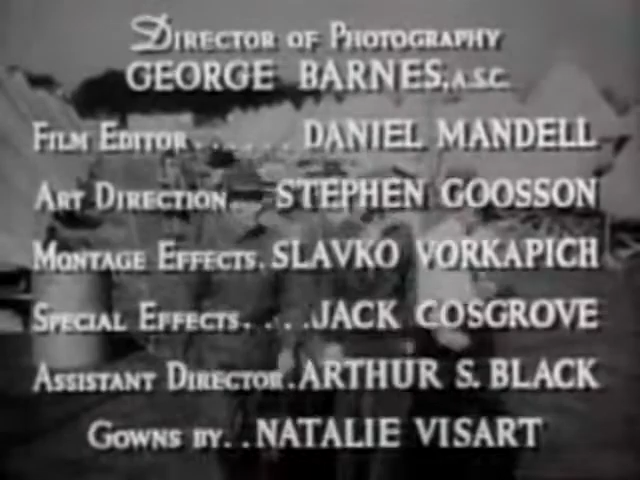 Director of Photography
GEORGE BARNES, A.S.C.
Film Editor . . . . . . DANIEL MANDELL
Art Direction . . STEPHEN GOOSSON
Montage Effects . SLAVKO VORKAPICH
Special Effects . . . . JACK COSGROVE
Assistant Director . ARTHUR S. BLACK
Gowns by . . NATALIE VISART